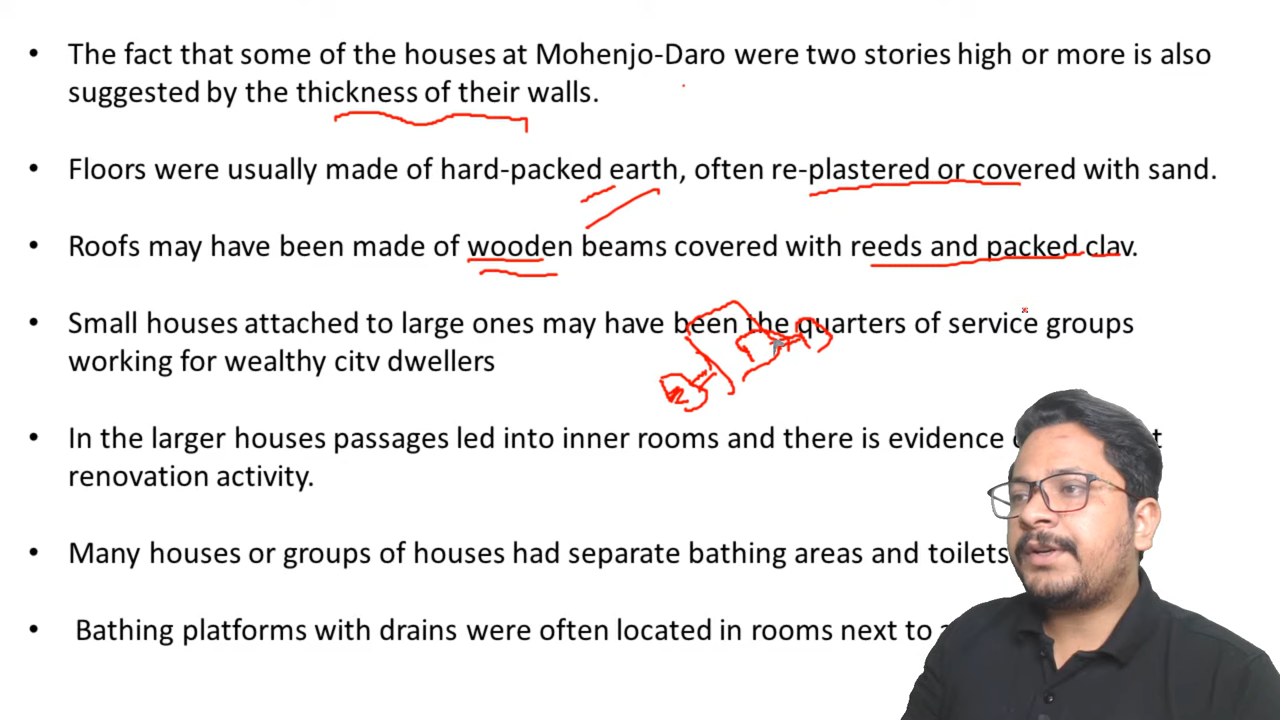 • The fact that some of the houses at Mohenjo-Daro were two stories high or more is also
suggested by the thickness of their walls.
• Floors were usually made of hard-packed earth, often re-plastered or covered with sand.
• Roofs may have been made of wooden beams covered with reeds and packed clay.
• Small houses attached to large ones may have been the quarters of service groups
working for wealthy city dwellers
• In the larger houses passages led into inner rooms and there is evidence
renovation activity.
• Many houses or groups of houses had separate bathing areas and toilets
• Bathing platforms with drains were often located in rooms next to